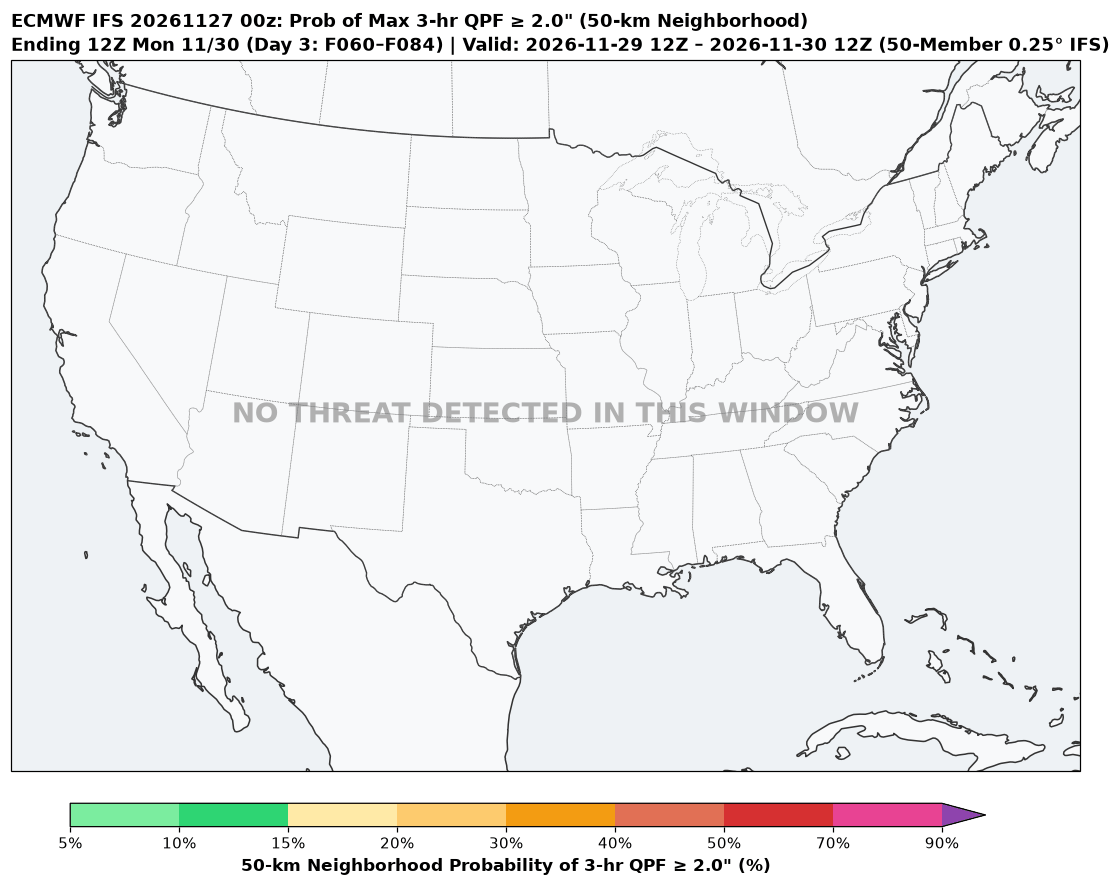 ECMWF IFS 20261127 00z: Prob of Max 3-hr QPF ≥ 2.0" (50-km Neighborhood)
Ending 12Z Mon 11/30 (Day 3: F060–F084) | Valid: 2026-11-29 12Z – 2026-11-30 12Z (50-Member 0.25° IFS)
NO THREAT DETECTED IN THIS WINDOW
5% 10% 15% 20% 30% 40% 50% 70% 90%
50-km Neighborhood Probability of 3-hr QPF ≥ 2.0" (%)